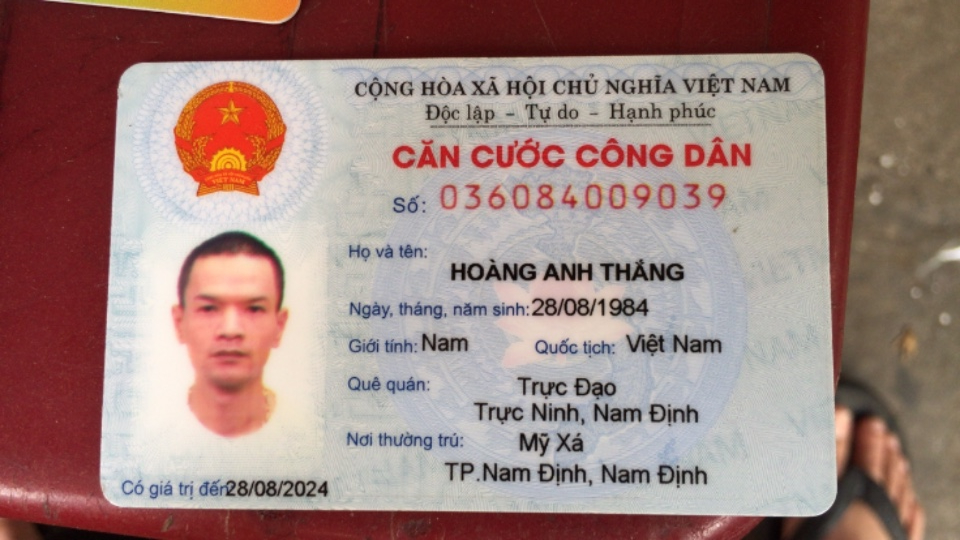 CỘNG HÒA XÃ HỘI CHỦ NGHĨA VIỆT NAM
Độc lập - Tự do - Hạnh phúc
CĂN CƯỚC CÔNG DÂN
Số: 036084009039
Họ và tên:
HOÀNG ANH THẮNG
Ngày, tháng, năm sinh: 28/08/1984
Giới tính: Nam Quốc tịch: Việt Nam
Quê quán: Trực Đạo
Trực Ninh, Nam Định
Nơi thường trú: Mỹ Xá
TP.Nam Định, Nam Định
Có giá trị đến 28/08/2024